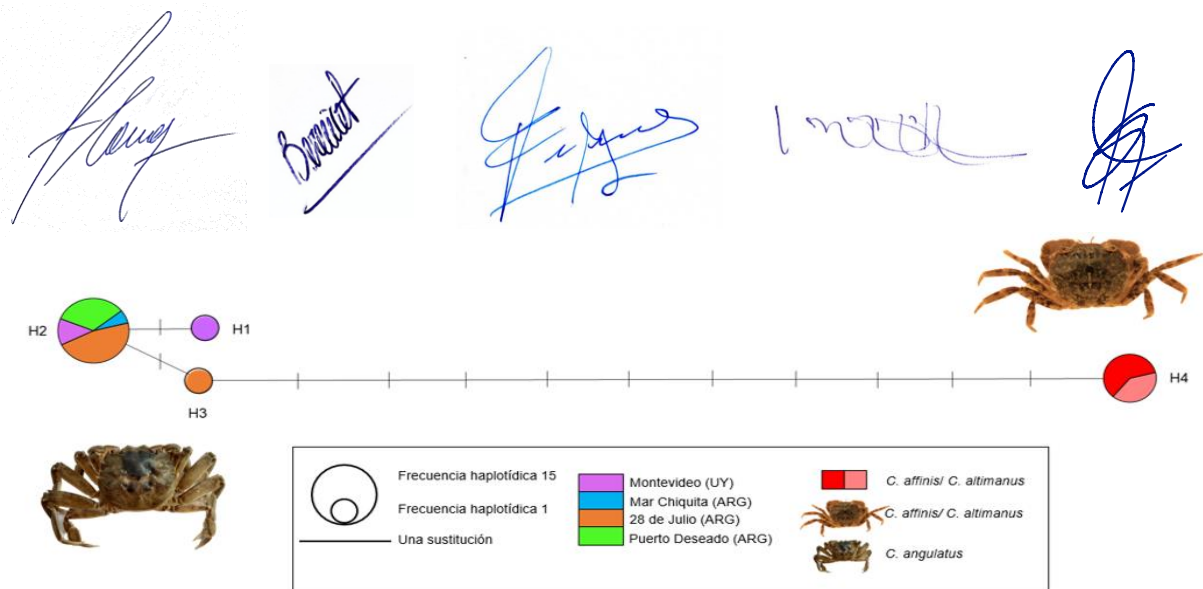 H2
H1
H3
H4
Frecuencia haplotídica 15
Frecuencia haplotídica 1
Una sustitución
Montevideo (UY)
Mar Chiquita (ARG)
28 de Julio (ARG)
Puerto Deseado (ARG)
C. affinis/ C. altimanus
C. affinis/ C. altimanus
C. angulatus